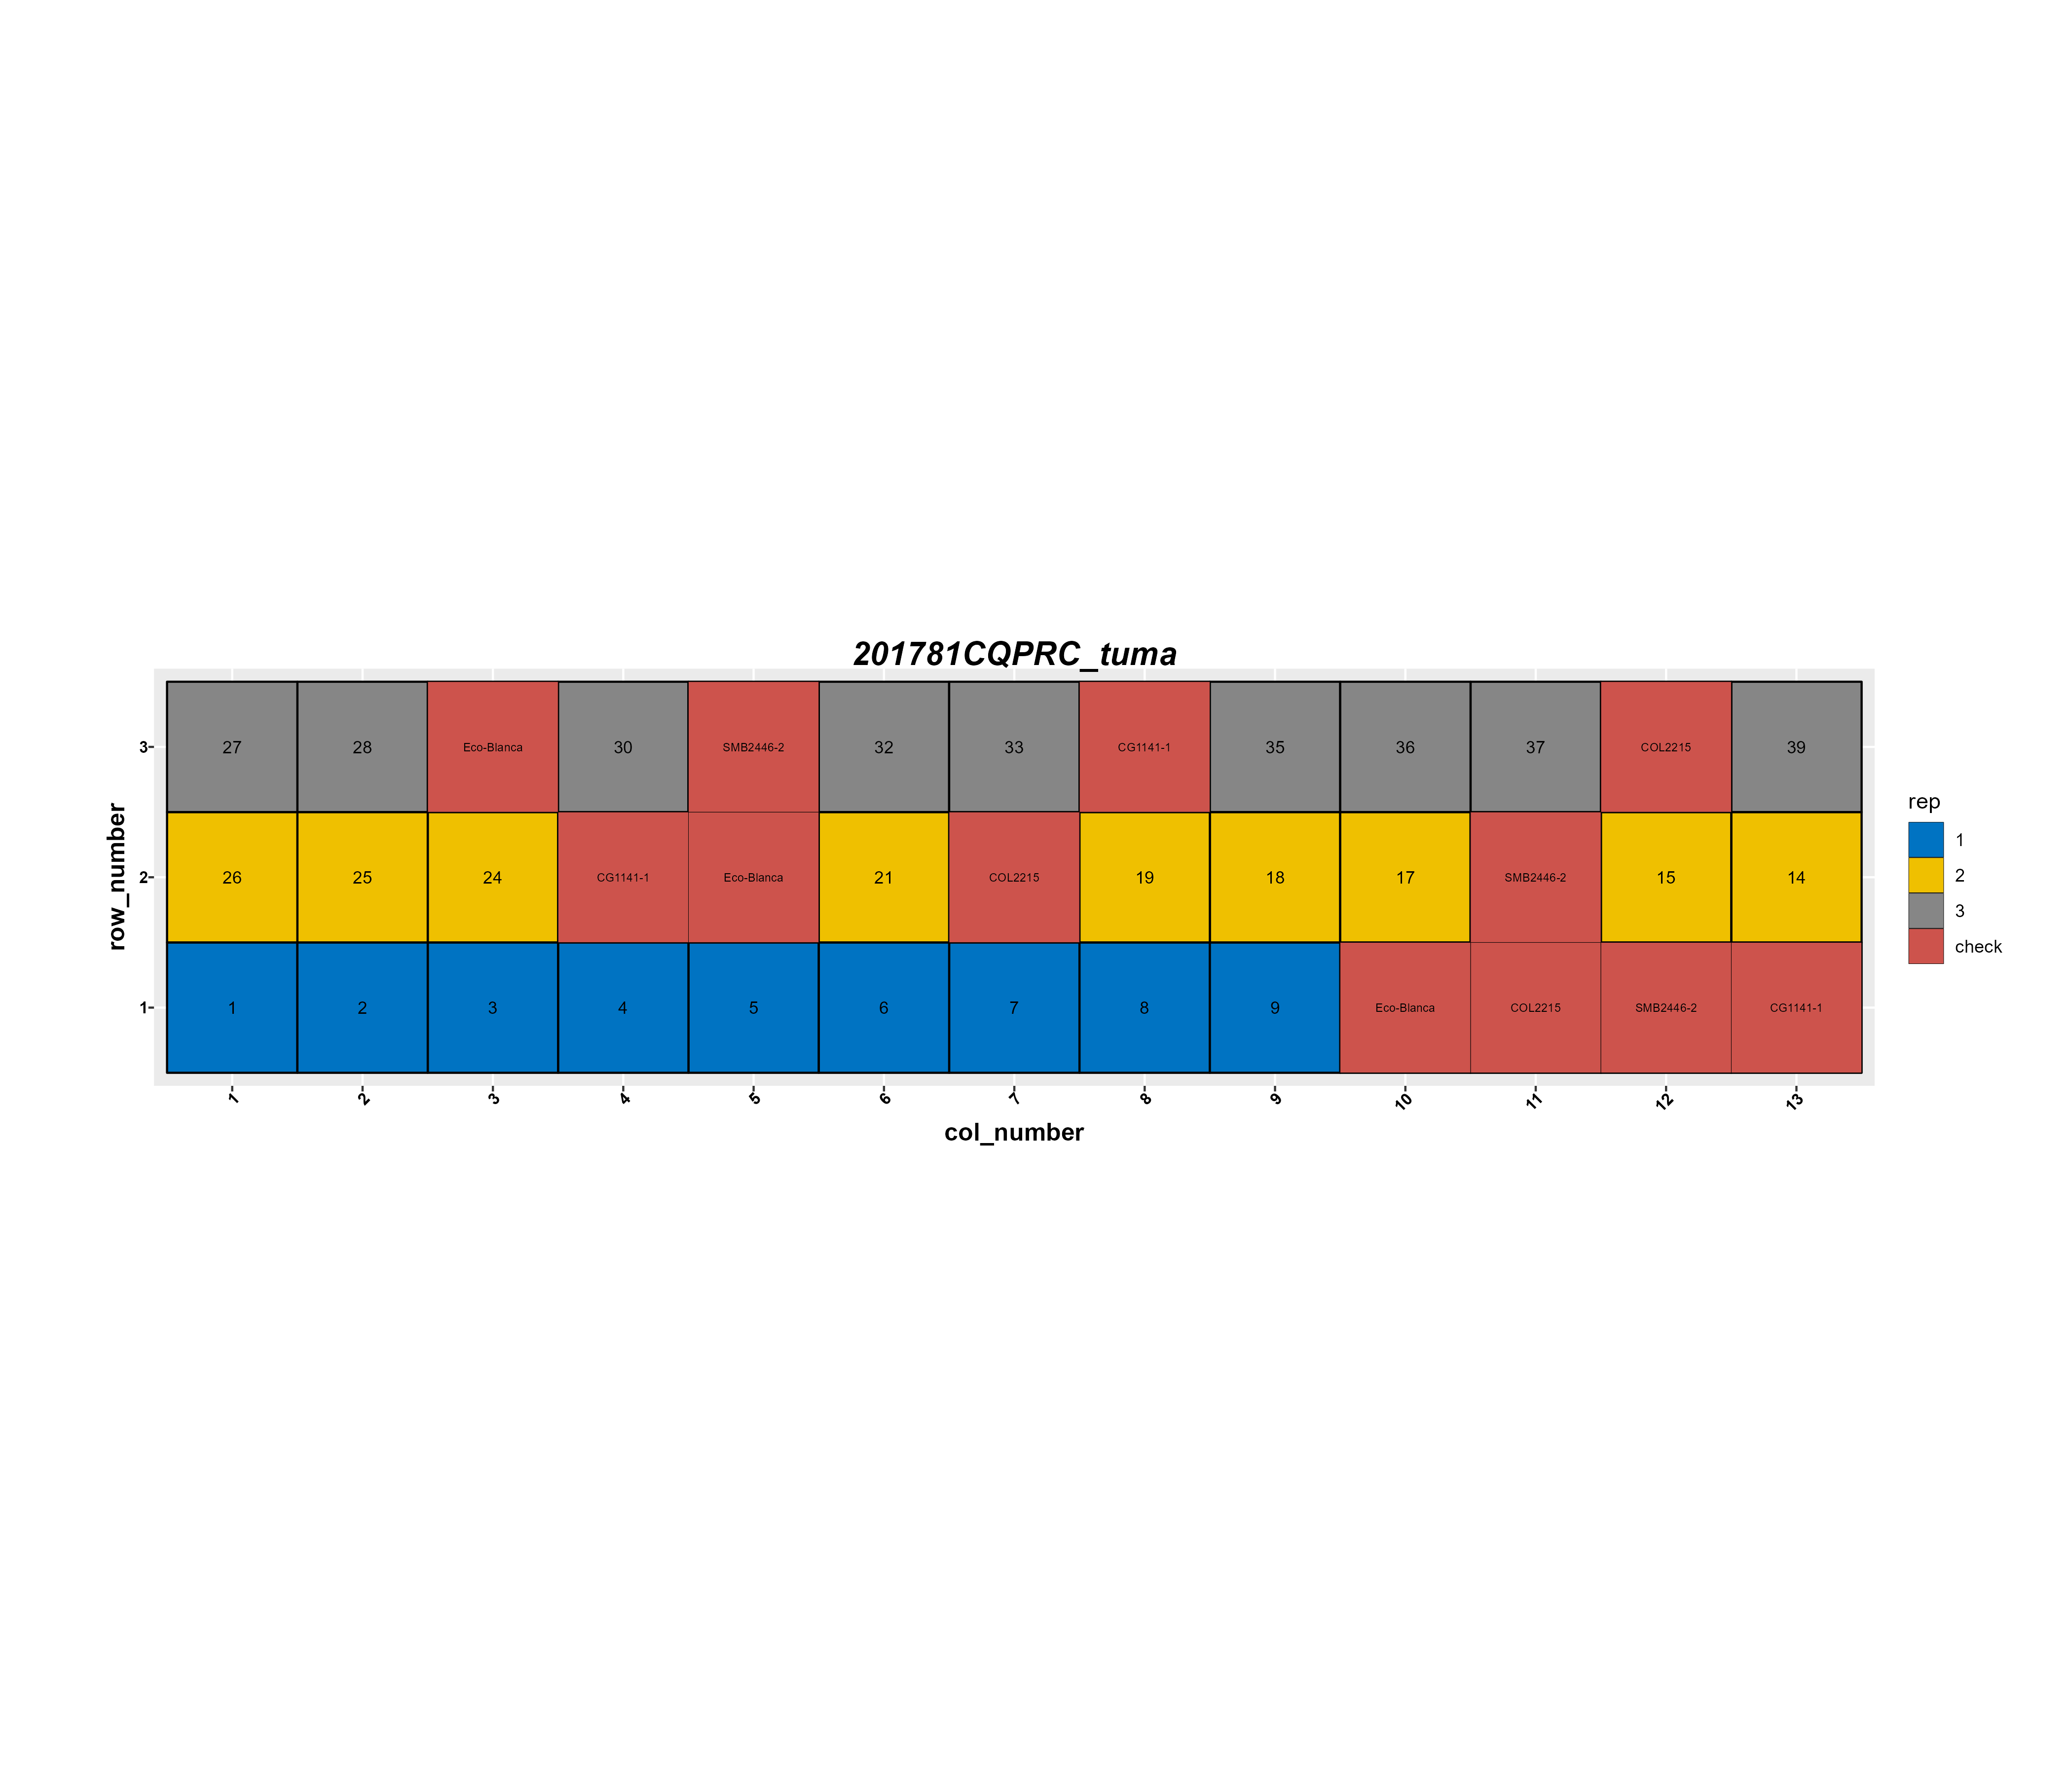 201781CQPRC_tuma
row_number
3 27 28 Eco-Blanca 30 SMB2446-2 32 33 CG1141-1 35 36 37 COL2215 39
2 26 25 24 CG1141-1 Eco-Blanca 21 COL2215 19 18 17 SMB2446-2 15 14
1 1 2 3 4 5 6 7 8 9 Eco-Blanca COL2215 SMB2446-2 CG1141-1
1 2 3 4 5 6 7 8 9 10 11 12 13
col_number
rep
1
2
3
check